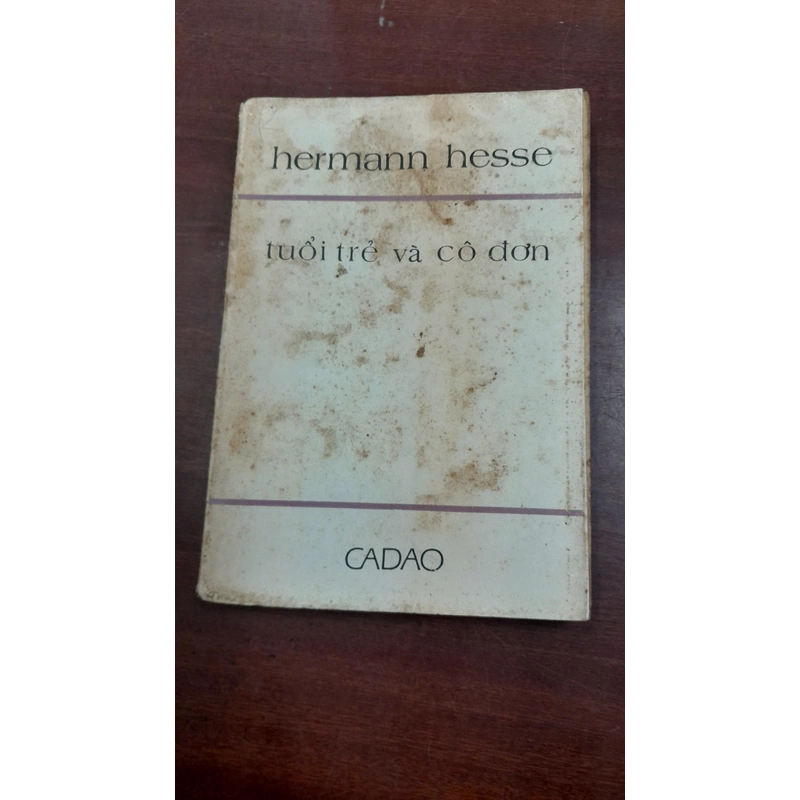 hermann hesse
tuổi trẻ và cô đơn
CADAO